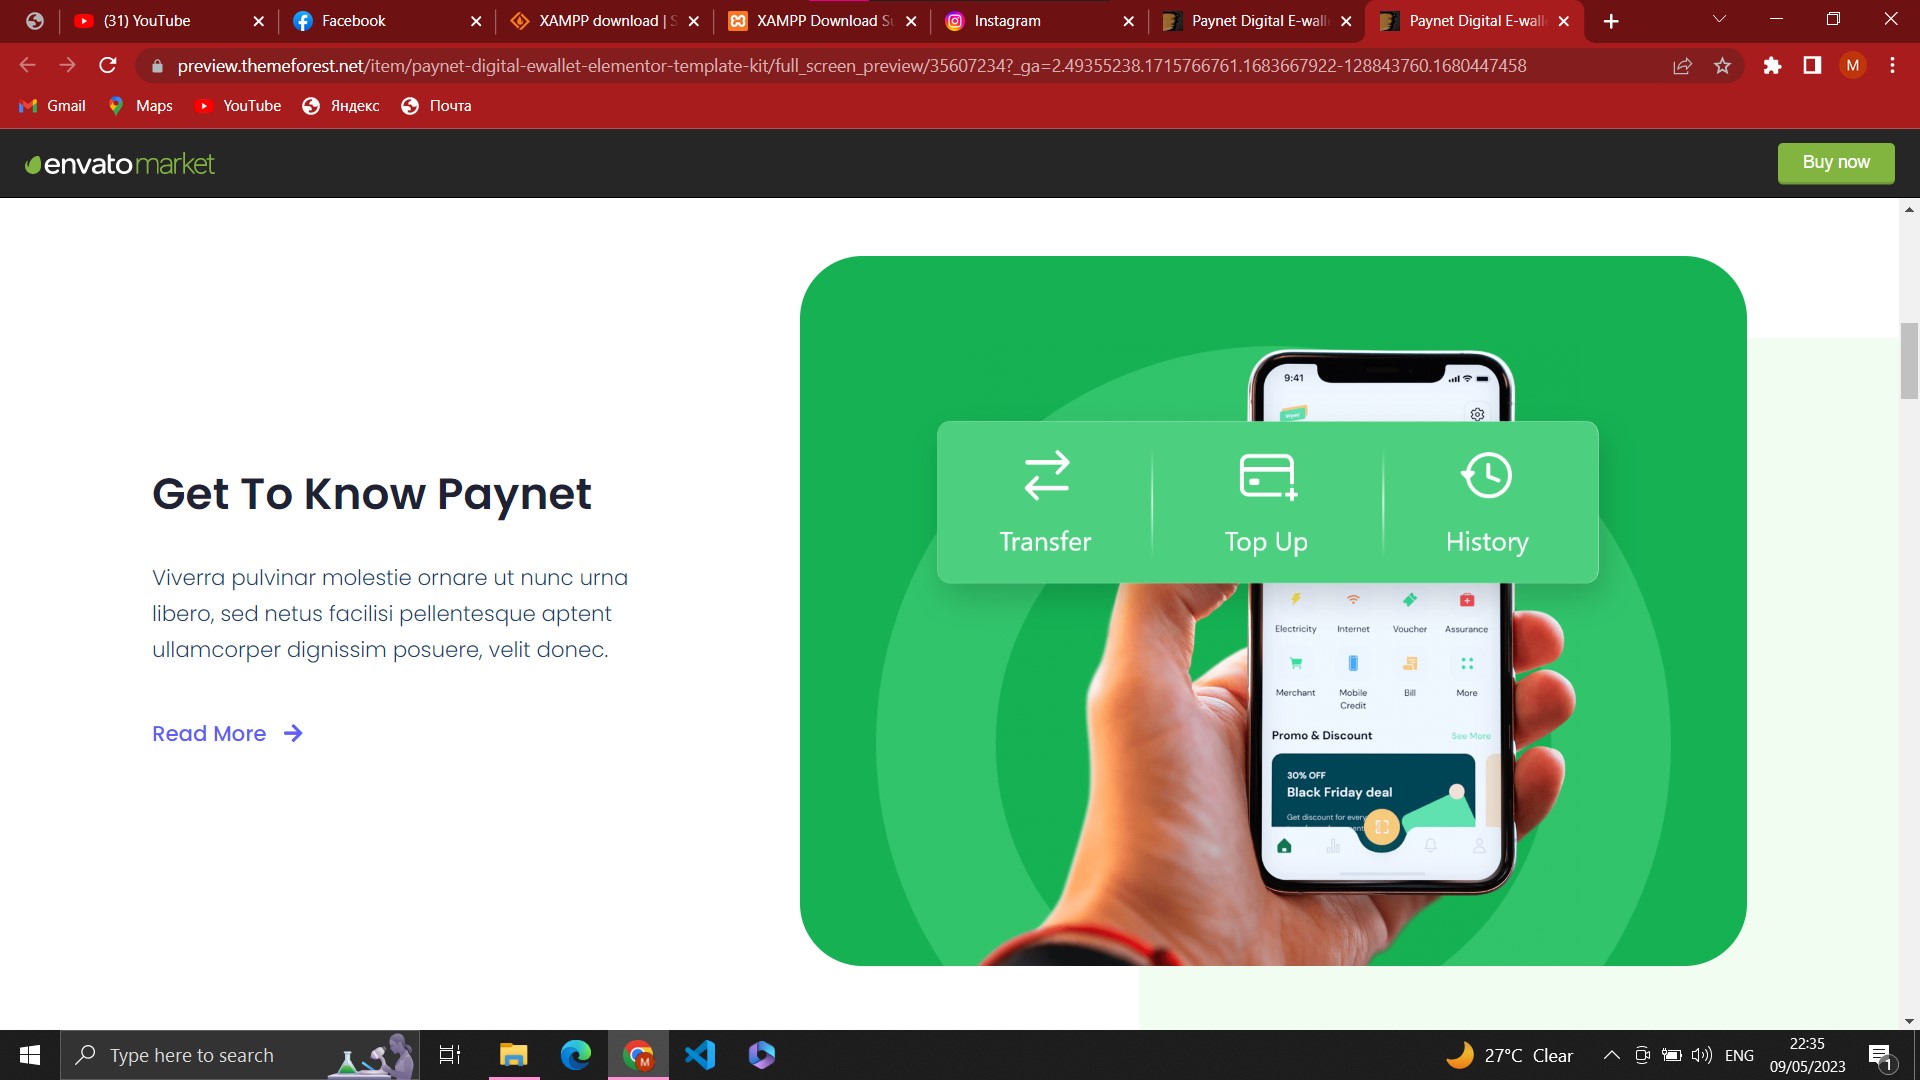 (31) YouTube
Facebook
XAMPP download | S
XAMPP Download Su
Instagram
Paynet Digital E-walle
Paynet Digital E-walle
preview.themeforest.net/item/paynet-digital-ewallet-elementor-template-kit/full_screen_preview/35607234?_ga=2.49355238.1715766761.1683667922-128843760.1680447458
M
Gmail
Maps
YouTube
Яндекс
Почта
envatomarket
Buy now
Get To Know Paynet
Viverra pulvinar molestie ornare ut nunc urna
libero, sed netus facilisi pellentesque aptent
ullamcorper dignissim posuere, velit donec.
Read More
9:41
Transfer
Top Up
History
Electricity
Internet
Voucher
Assurance
Merchant
Mobile
Credit
Bill
More
Promo & Discount
See More
30% OFF
Black Friday deal
Get discount for every
Type here to search
M
27°C Clear
ENG
22:35
09/05/2023
1